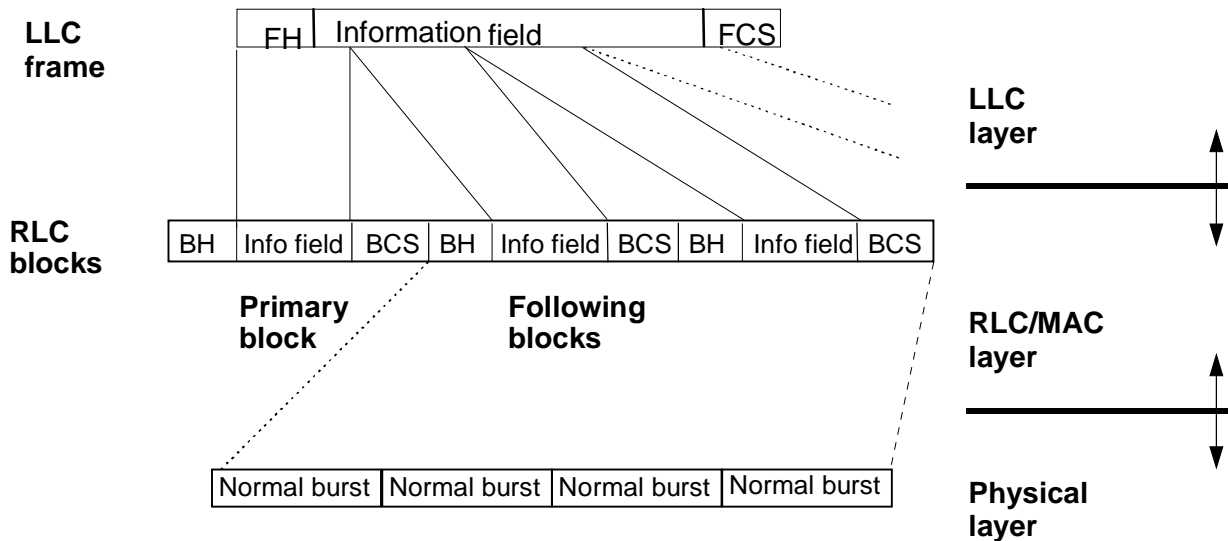 LLC
frame
FH Information field FCS
LLC
layer
RLC
blocks
BH Info field BCS BH Info field BCS BH Info field BCS
Primary
block
Following
blocks
RLC/MAC
layer
Normal burst Normal burst Normal burst Normal burst
Physical
layer